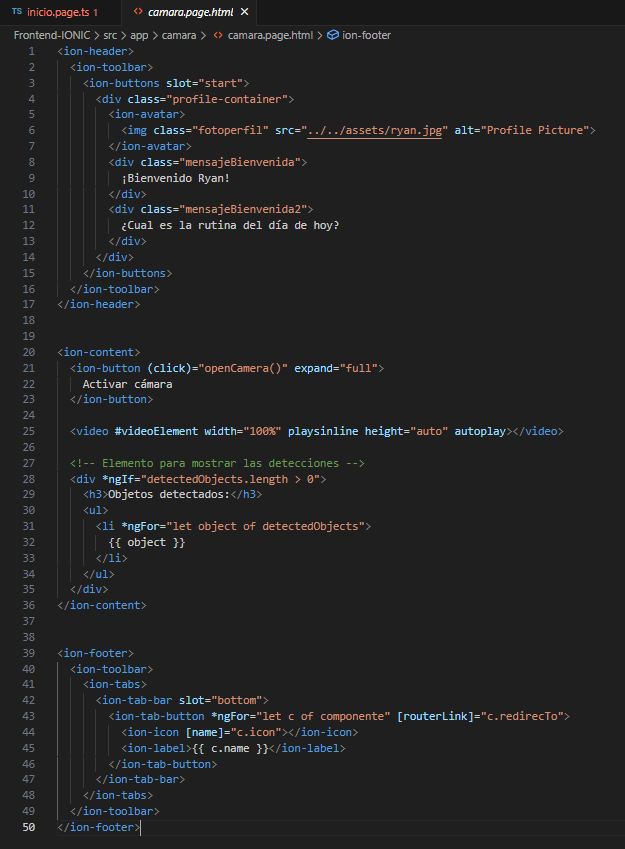 TS inicio.page.ts 1 <> camara.page.html ×
Frontend-IONIC > src > app > camara > <> camara.page.html > ion-footer
1 <ion-header>
2 <ion-toolbar>
3 <ion-buttons slot="start">
4 <div class="profile-container">
5 <ion-avatar>
6 <img class="fotoperfil" src="../../assets/ryan.jpg" alt="Profile Picture">
7 </ion-avatar>
8 <div class="mensajeBienvenida">
9 ¡Bienvenido Ryan!
10 </div>
11 <div class="mensajeBienvenida2">
12 ¿Cual es la rutina del día de hoy?
13 </div>
14 </div>
15 </ion-buttons>
16 </ion-toolbar>
17 </ion-header>
18
19
20 <ion-content>
21 <ion-button (click)="openCamera()" expand="full">
22 Activar cámara
23 </ion-button>
24
25 <video #videoElement width="100%" playsinline height="auto" autoplay></video>
26
27 <!-- Elemento para mostrar las detecciones -->
28 <div *ngIf="detectedObjects.length > 0">
29 <h3>Objetos detectados:</h3>
30 <ul>
31 <li *ngFor="let object of detectedObjects">
32 {{ object }}
33 </li>
34 </ul>
35 </div>
36 </ion-content>
37
38
39 <ion-footer>
40 <ion-toolbar>
41 <ion-tabs>
42 <ion-tab-bar slot="bottom">
43 <ion-tab-button *ngFor="let c of componente" [routerLink]="c.redirecTo">
44 <ion-icon [name]="c.icon"></ion-icon>
45 <ion-label>{{ c.name }}</ion-label>
46 </ion-tab-button>
47 </ion-tab-bar>
48 </ion-tabs>
49 </ion-toolbar>
50 </ion-footer>